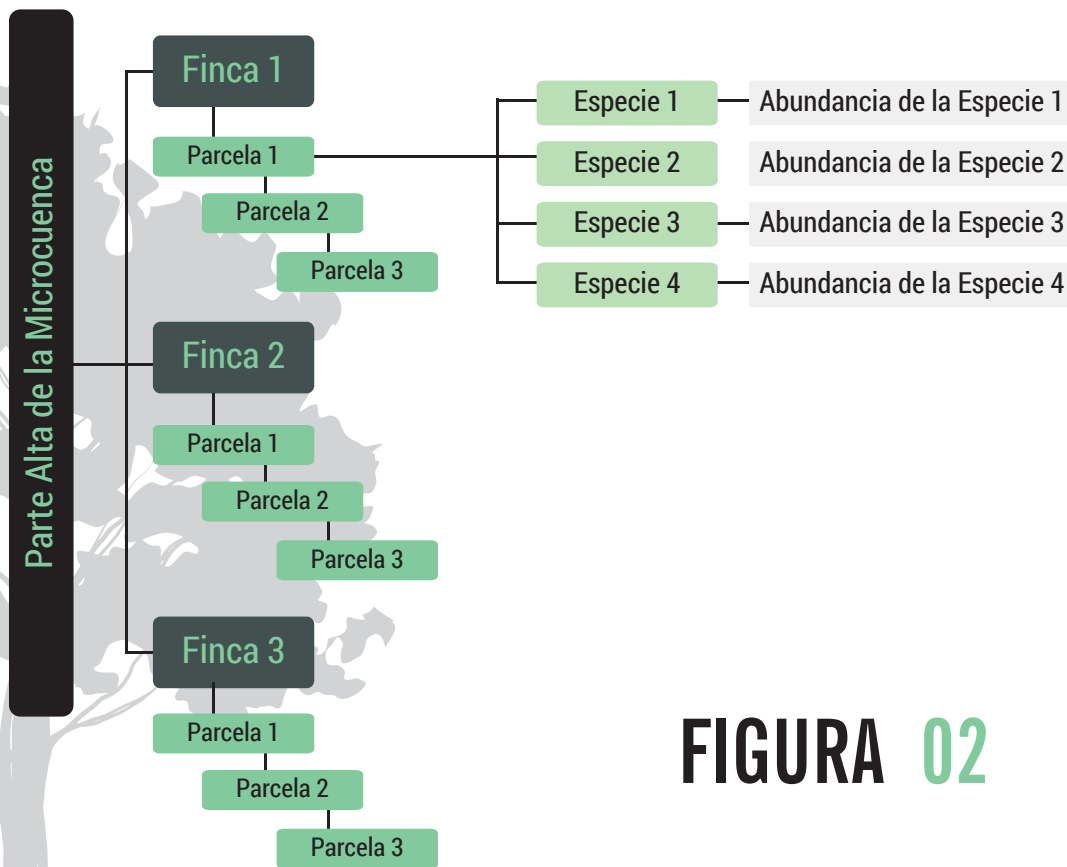 Parte Alta de la Microcuenca
Finca 1
Parcela 1
Parcela 2
Parcela 3
Especie 1
Abundancia de la Especie 1
Especie 2
Abundancia de la Especie 2
Especie 3
Abundancia de la Especie 3
Especie 4
Abundancia de la Especie 4
Finca 2
Parcela 1
Parcela 2
Parcela 3
Finca 3
Parcela 1
Parcela 2
Parcela 3
FIGURA 02